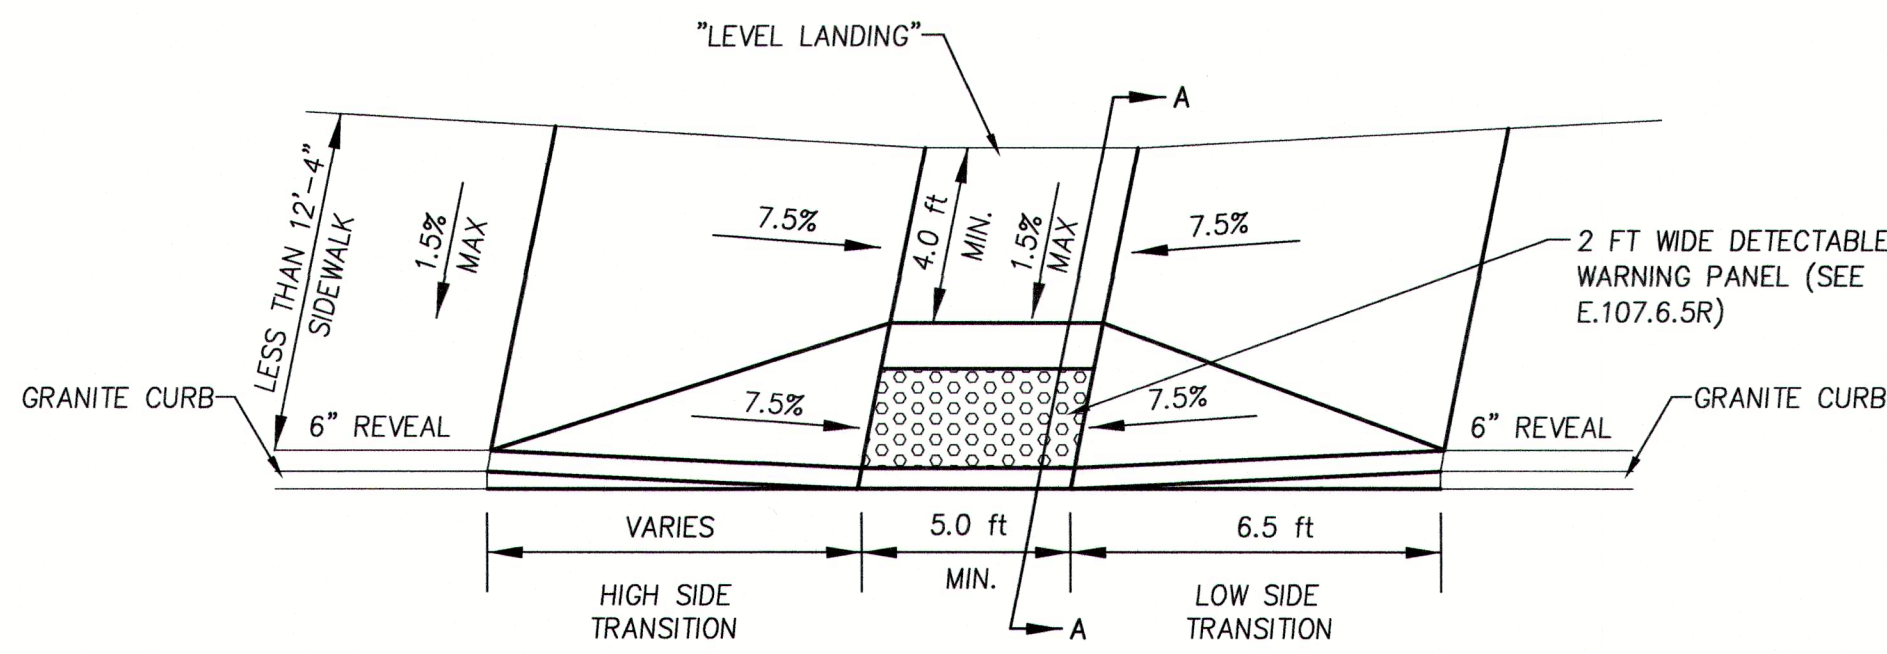 "LEVEL LANDING"
A
LESS THAN 12'-4"
SIDEWALK
1.5%
MAX
7.5%
4.0 ft
MIN.
1.5%
MAX
7.5%
2 FT WIDE DETECTABLE
WARNING PANEL (SEE
E.107.6.5R)
GRANITE CURB
6" REVEAL
7.5%
7.5%
6" REVEAL
GRANITE CURB
VARIES
5.0 ft
6.5 ft
MIN.
HIGH SIDE
TRANSITION
LOW SIDE
TRANSITION
A